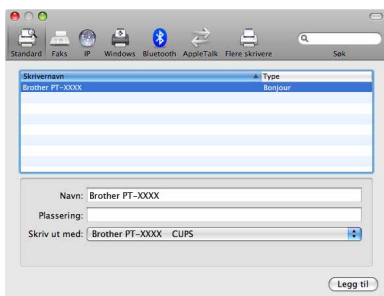 Standard Faks IP Windows Bluetooth AppleTalk Flere skrivere Søk
Skrivernavn Type
Brother PT-XXXX Bonjour
Navn: Brother PT-XXXX
Plassering:
Skriv ut med: Brother PT-XXXX CUPS
Legg til